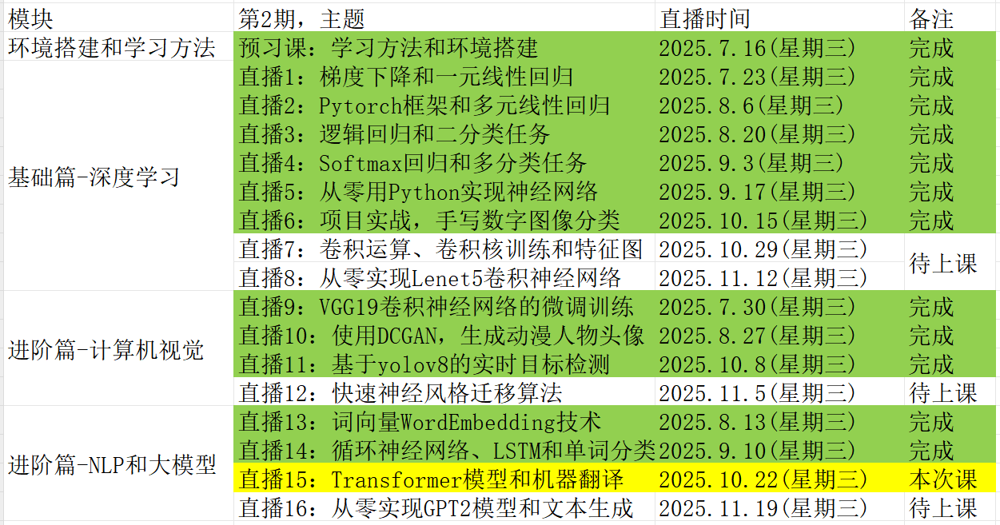 模块 第2期，主题 直播时间 备注
环境搭建和学习方法 预习课：学习方法和环境搭建 2025.7.16(星期三) 完成
基础篇-深度学习 直播1：梯度下降和一元线性回归 2025.7.23(星期三) 完成
直播2：Pytorch框架和多元线性回归 2025.8.6(星期三) 完成
直播3：逻辑回归和二分类任务 2025.8.20(星期三) 完成
直播4：Softmax回归和多分类任务 2025.9.3(星期三) 完成
直播5：从零用Python实现神经网络 2025.9.17(星期三) 完成
直播6：项目实战，手写数字图像分类 2025.10.15(星期三) 完成
直播7：卷积运算、卷积核训练和特征图 2025.10.29(星期三) 待上课
直播8：从零实现Lenet5卷积神经网络 2025.11.12(星期三)
进阶篇-计算机视觉 直播9：VGG19卷积神经网络的微调训练 2025.7.30(星期三) 完成
直播10：使用DCGAN，生成动漫人物头像 2025.8.27(星期三) 完成
直播11：基于yolov8的实时目标检测 2025.10.8(星期三) 完成
直播12：快速神经风格迁移算法 2025.11.5(星期三) 待上课
进阶篇-NLP和大模型 直播13：词向量WordEmbedding技术 2025.8.13(星期三) 完成
直播14：循环神经网络、LSTM和单词分类 2025.9.10(星期三) 完成
直播15：Transformer模型和机器翻译 2025.10.22(星期三) 本次课
直播16：从零实现GPT2模型和文本生成 2025.11.19(星期三) 待上课